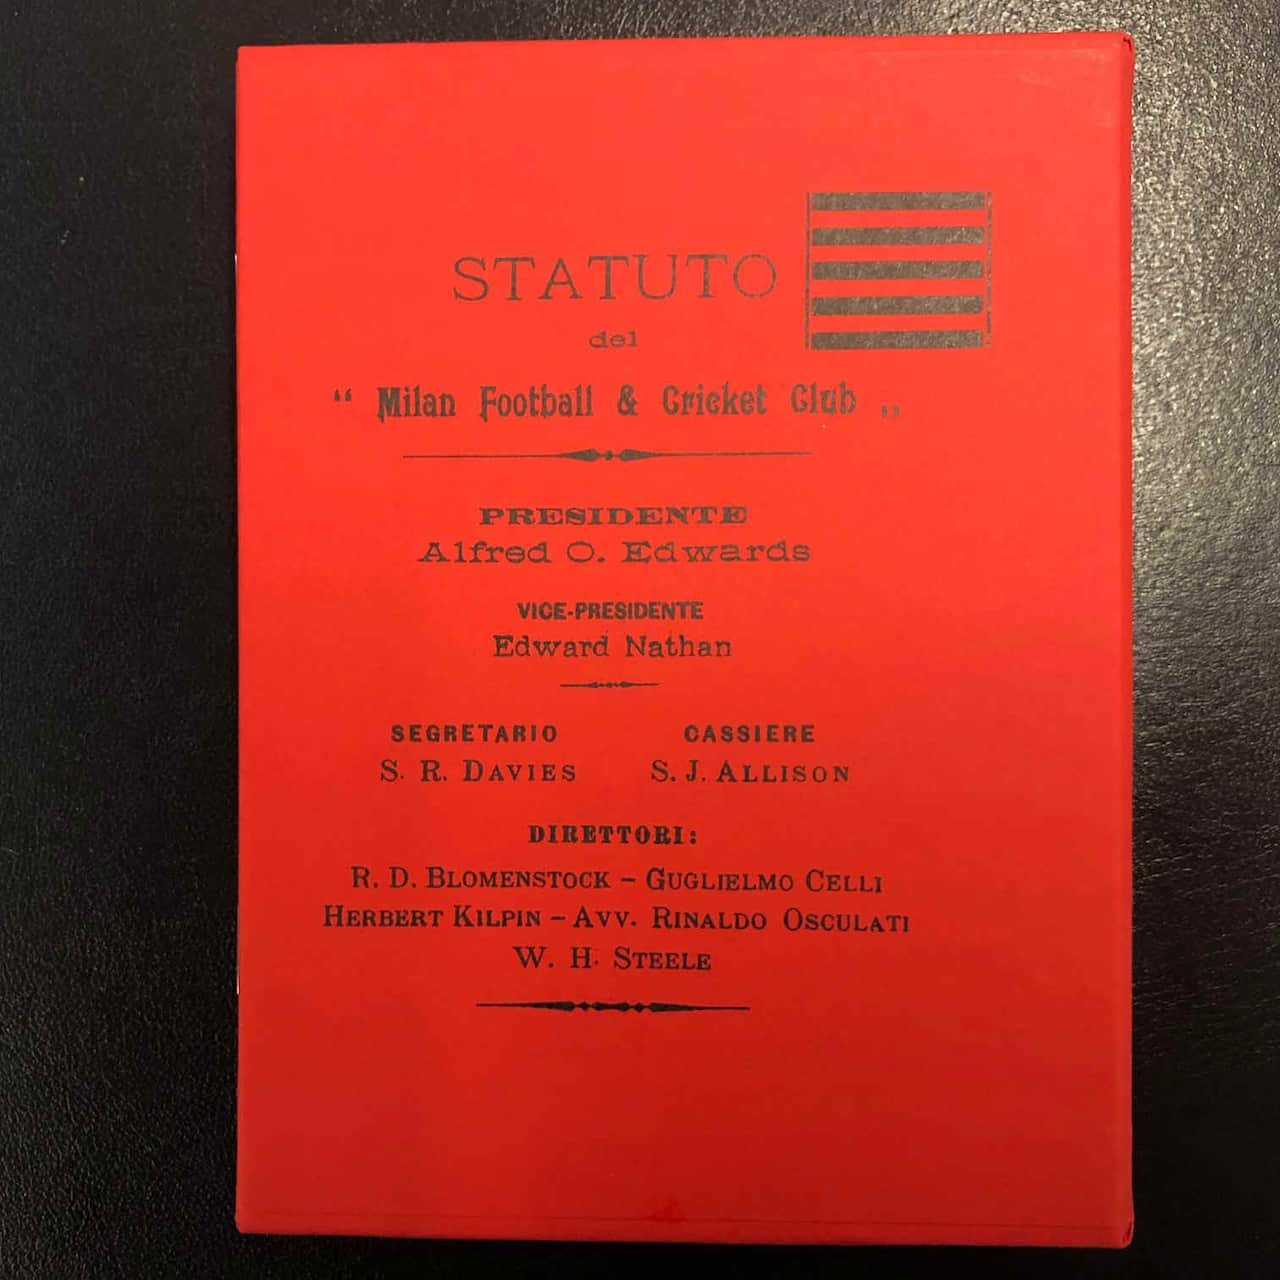 STATUTO
del
“ Milan Football & Cricket Club „
PRESIDENTE
Alfred O. Edwards
VICE-PRESIDENTE
Edward Nathan
SEGRETARIO CASSIERE
S. R. DAVIES S. J. ALLISON
DIRETTORI:
R. D. BLOMENSTOCK – GUGLIELMO CELLI
HERBERT KILPIN – AVV. RINALDO OSCULATI
W. H. STEELE